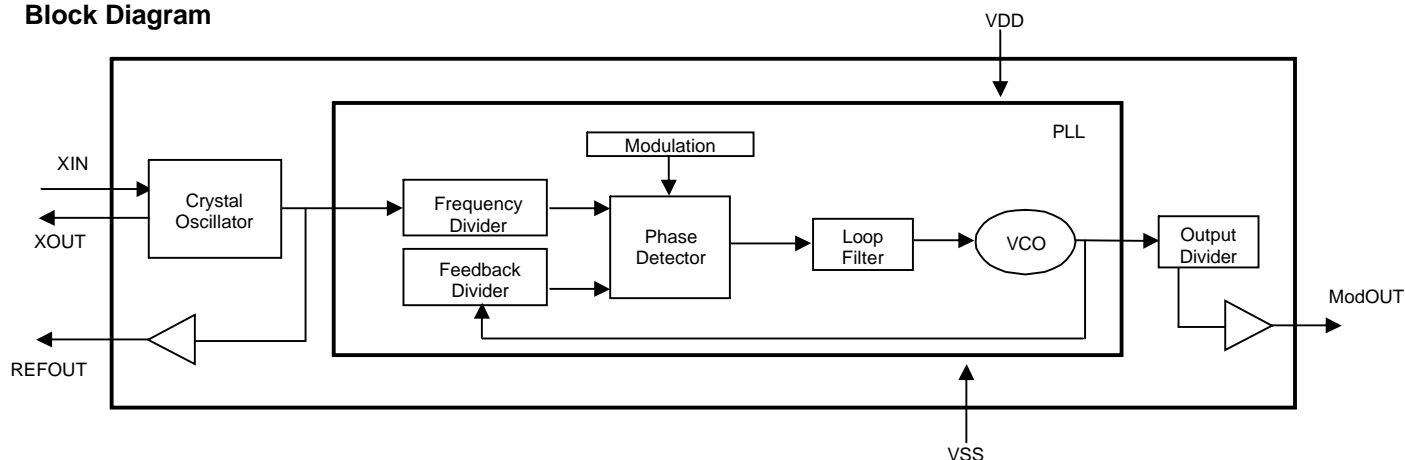 Block Diagram
VDD
PLL
Modulation
XIN
Crystal
Oscillator
XOUT
Frequency
Divider
Phase
Detector
Loop
Filter
VCO
Output
Divider
Feedback
Divider
ModOUT
REFOUT
VSS